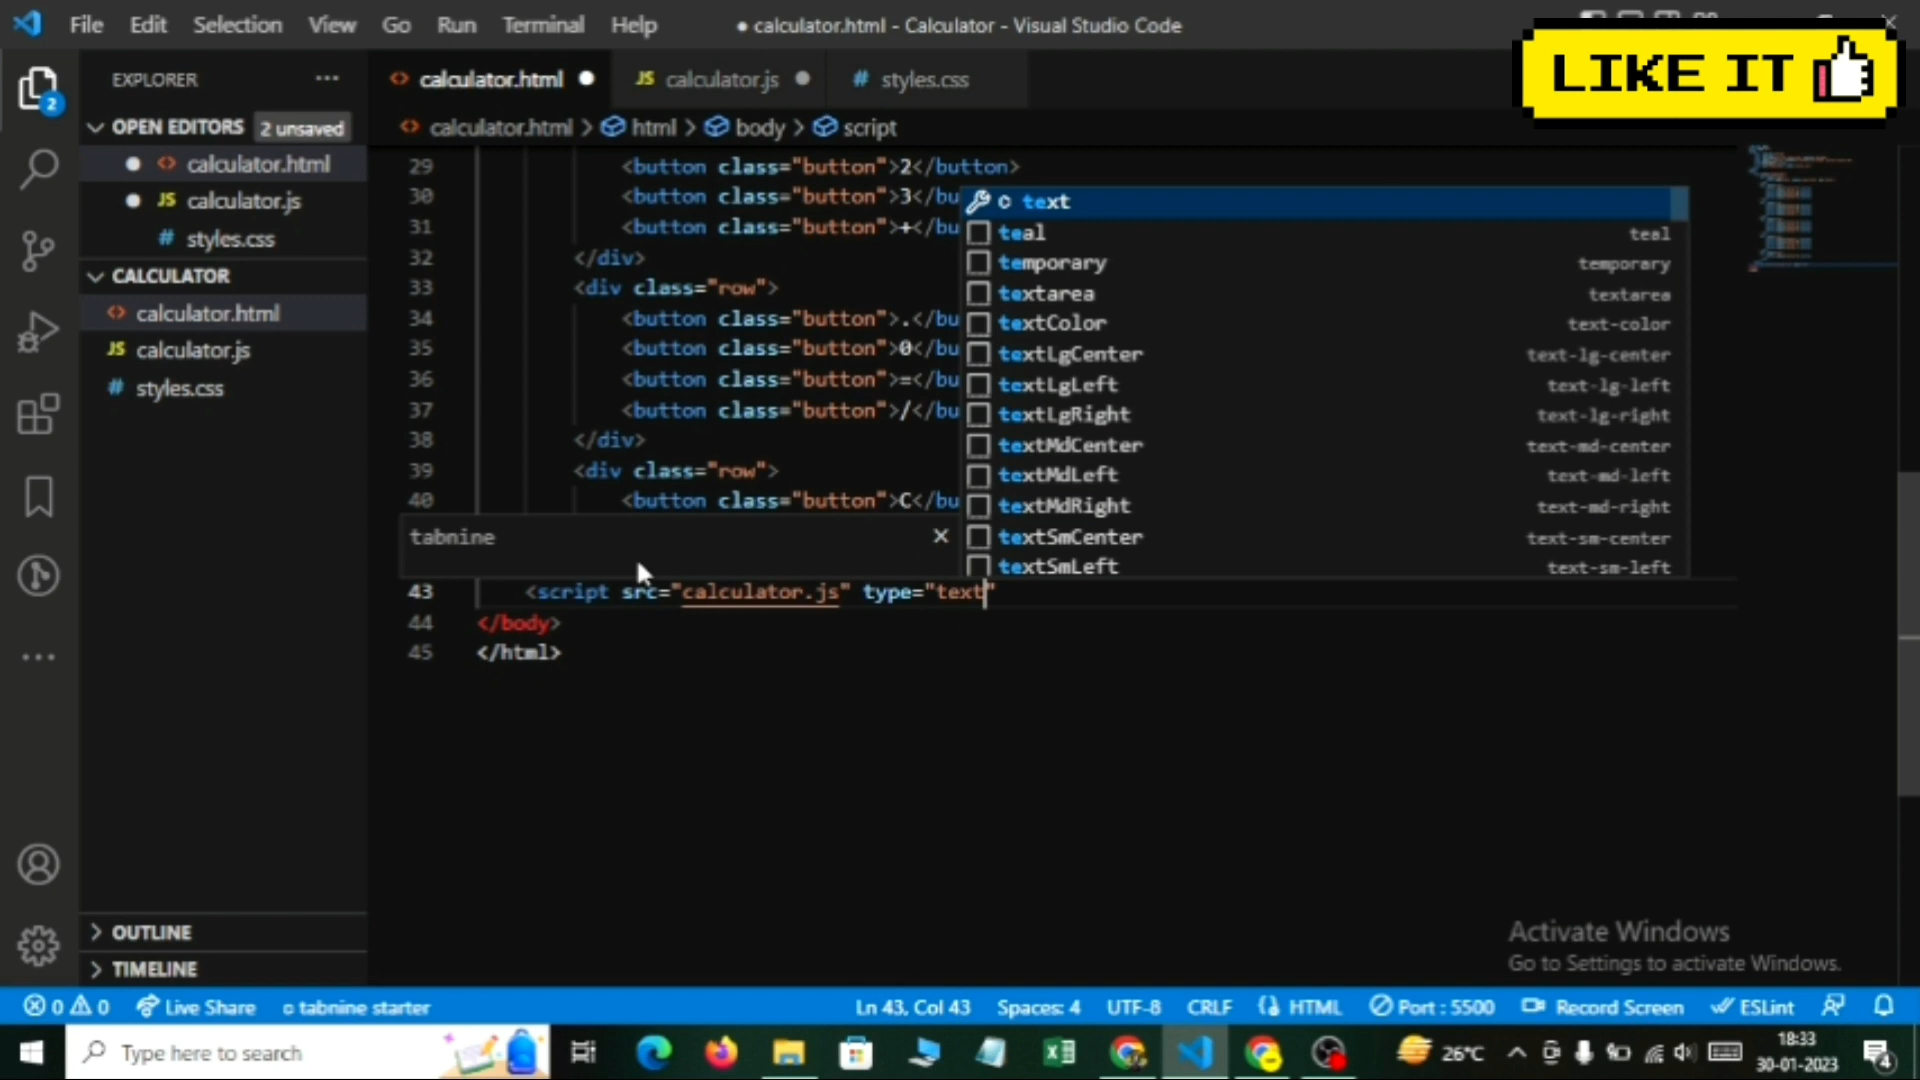 File Edit Selection View Go Run Terminal Help ● calculator.html - Calculator - Visual Studio Code
LIKE IT
EXPLORER ···
calculator.html ●
JS calculator.js ●
# styles.css
OPEN EDITORS 2 unsaved
calculator.html > html > body > script
● calculator.html
● JS calculator.js
# styles.css
CALCULATOR
calculator.html
JS calculator.js
# styles.css
2
29 <button class="button">2</button>
30 <button class="button">3</bu
31 <button class="button">+</bu
32 </div>
33 <div class="row">
34 <button class="button">.</bu
35 <button class="button">0</bu
36 <button class="button">=</bu
37 <button class="button">/</bu
38 </div>
39 <div class="row">
40 <button class="button">C</bu
text
teal teal
temporary temporary
textarea textarea
textColor text-color
textLgCenter text-lg-center
textLgLeft text-lg-left
textLgRight text-lg-right
textMdCenter text-md-center
textMdLeft text-md-left
textMdRight text-md-right
textSmCenter text-sm-center
textSmLeft text-sm-left
tabnine ×
43 <script src="calculator.js" type="text"
44 </body>
45 </html>
OUTLINE
TIMELINE
Activate Windows
Go to Settings to activate Windows.
0 0 Live Share tabnine starter Ln 43, Col 43 Spaces: 4 UTF-8 CRLF HTML Port : 5500 Record Screen ESLint
Type here to search
26°C
18:33
30-01-2023
4